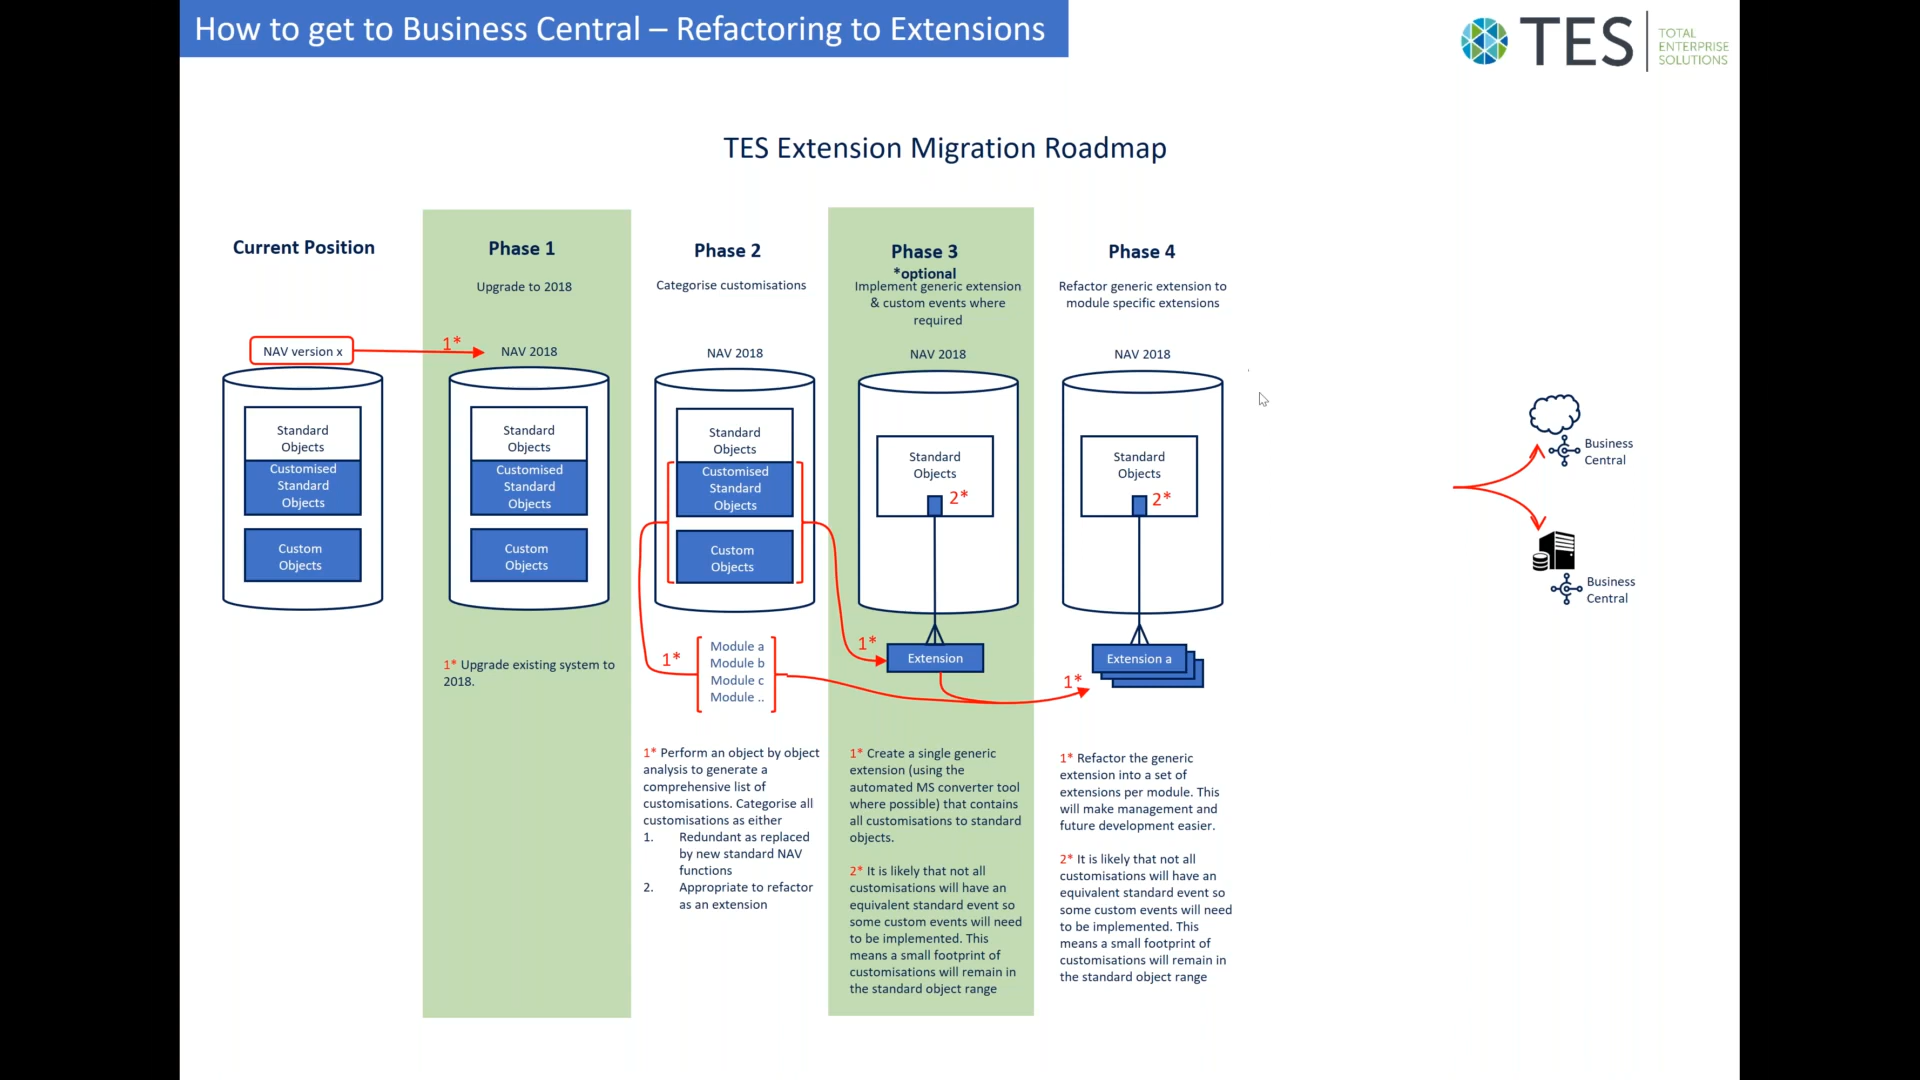 How to get to Business Central – Refactoring to Extensions
TES
TOTAL
ENTERPRISE
SOLUTIONS
TES Extension Migration Roadmap
Current Position
NAV version x
Standard
Objects
Customised
Standard
Objects
Custom
Objects
Phase 1
Upgrade to 2018
1*
NAV 2018
Standard
Objects
Customised
Standard
Objects
Custom
Objects
1* Upgrade existing system to
2018.
Phase 2
Categorise customisations
NAV 2018
Standard
Objects
Customised
Standard
Objects
Custom
Objects
1*
Module a
Module b
Module c
Module ..
1* Perform an object by object
analysis to generate a
comprehensive list of
customisations. Categorise all
customisations as either
1. Redundant as replaced
by new standard NAV
functions
2. Appropriate to refactor
as an extension
Phase 3
*optional
Implement generic extension
& custom events where
required
NAV 2018
Standard
Objects
2*
1*
Extension
1* Create a single generic
extension (using the
automated MS converter tool
where possible) that contains
all customisations to standard
objects.
2* It is likely that not all
customisations will have an
equivalent standard event so
some custom events will need
to be implemented. This
means a small footprint of
customisations will remain in
the standard object range
Phase 4
Refactor generic extension to
module specific extensions
NAV 2018
Standard
Objects
2*
1*
Extension a
1* Refactor the generic
extension into a set of
extensions per module. This
will make management and
future development easier.
2* It is likely that not all
customisations will have an
equivalent standard event so
some custom events will need
to be implemented. This
means a small footprint of
customisations will remain in
the standard object range
Business
Central
Business
Central